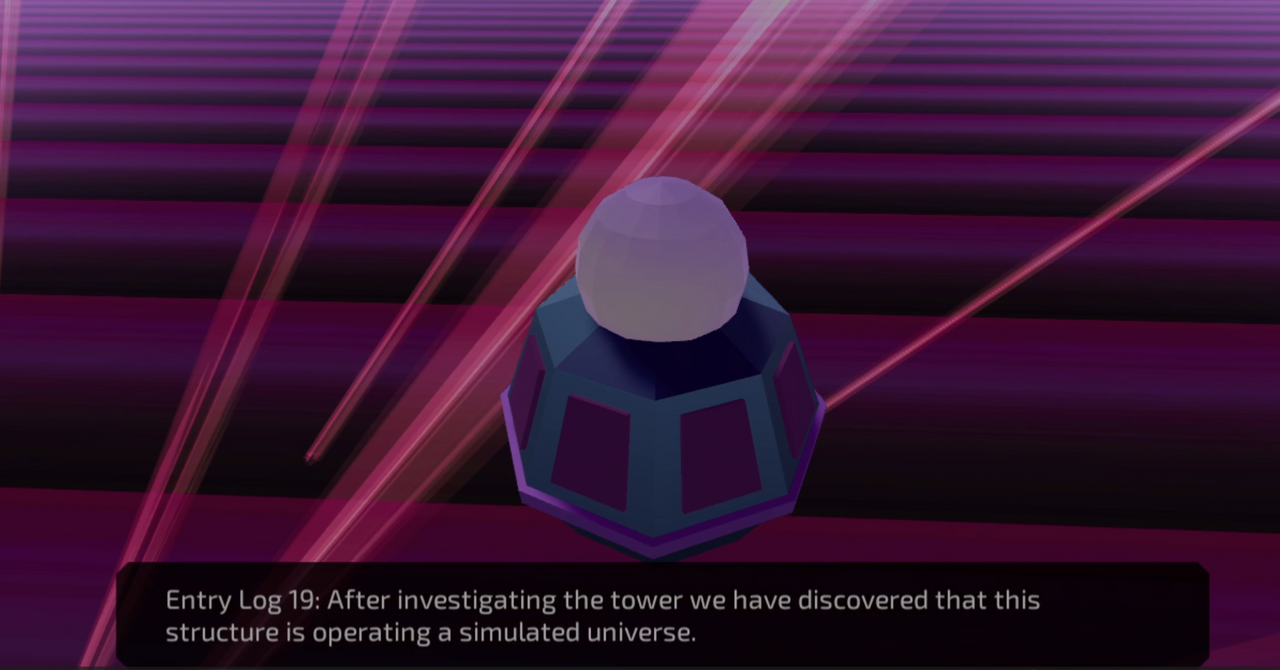 Entry Log 19: After investigating the tower we have discovered that this
structure is operating a simulated universe.